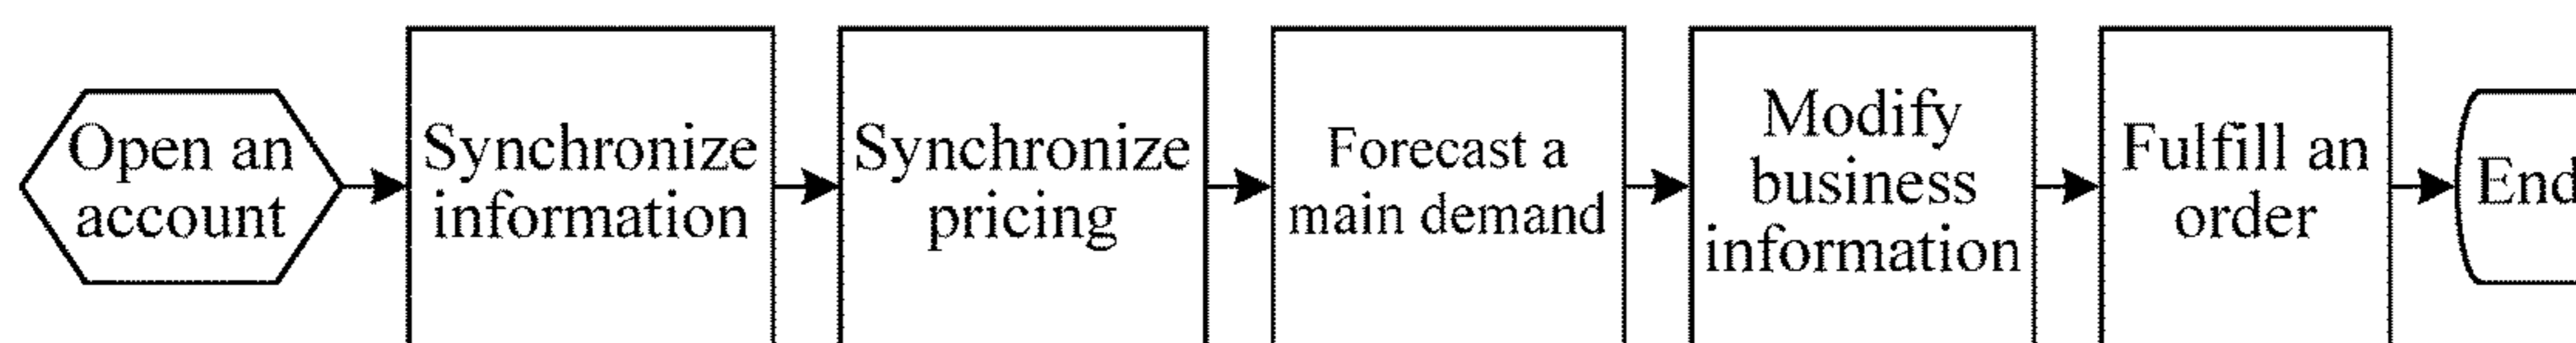 Open an
account
Synchronize
information
Synchronize
pricing
Forecast a
main demand
Modify
business
information
Fulfill an
order
End